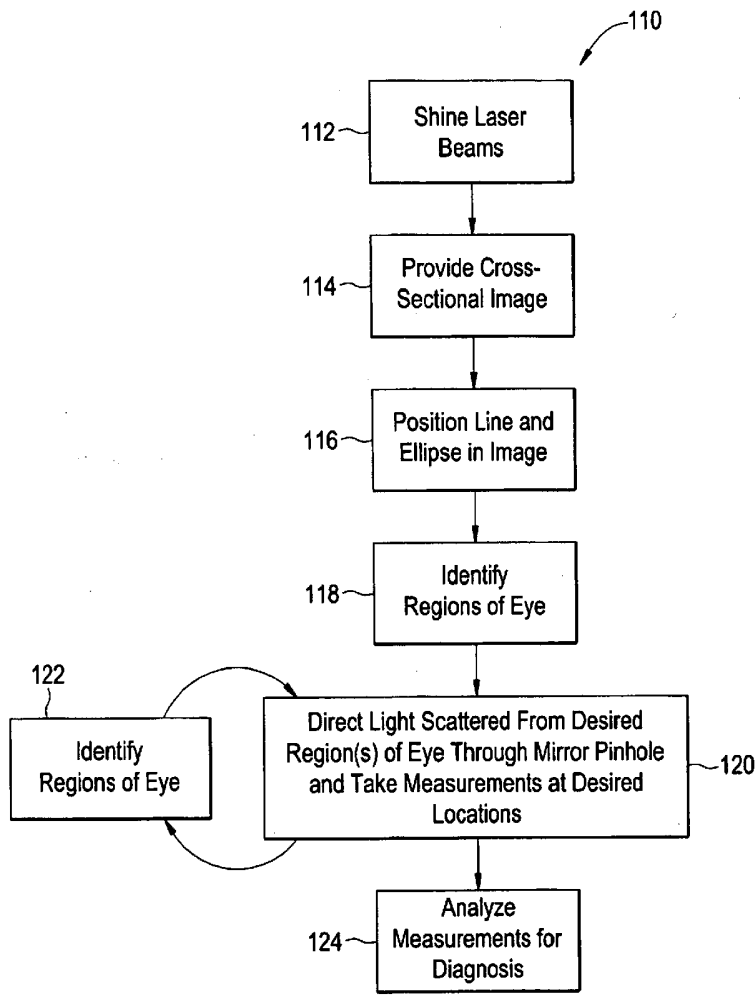 110
112
Shine Laser
Beams
114
Provide Cross-
Sectional Image
116
Position Line and
Ellipse in Image
118
Identify
Regions of Eye
122
Identify
Regions of Eye
Direct Light Scattered From Desired
Region(s) of Eye Through Mirror Pinhole
and Take Measurements at Desired
Locations
120
124
Analyze
Measurements for
Diagnosis